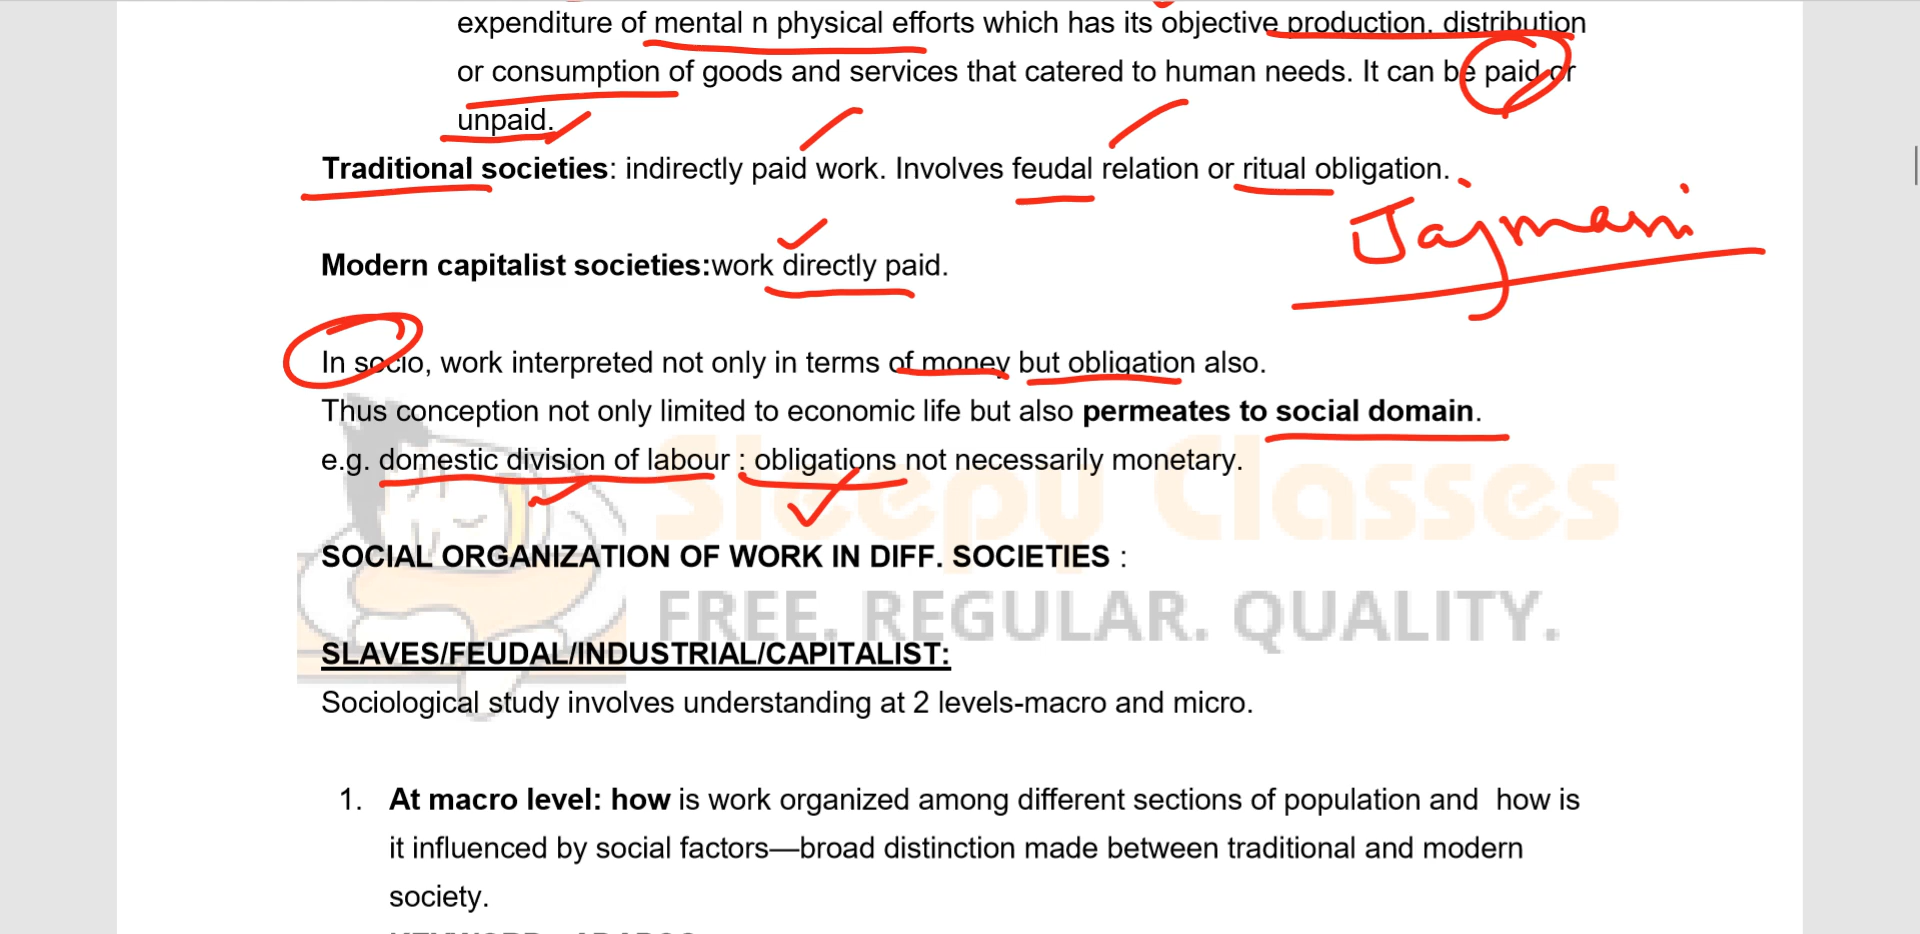 expenditure of mental n physical efforts which has its objective production, distribution
or consumption of goods and services that catered to human needs. It can be paid or
unpaid.
Traditional societies: indirectly paid work. Involves feudal relation or ritual obligation.
Jajmani
Modern capitalist societies:work directly paid.
In socio, work interpreted not only in terms of money but obligation also.
Thus conception not only limited to economic life but also permeates to social domain.
e.g. domestic division of labour : obligations not necessarily monetary.
Sleepy Classes
SOCIAL ORGANIZATION OF WORK IN DIFF. SOCIETIES :
FREE. REGULAR. QUALITY.
SLAVES/FEUDAL/INDUSTRIAL/CAPITALIST:
Sociological study involves understanding at 2 levels-macro and micro.
1. At macro level: how is work organized among different sections of population and how is
it influenced by social factors—broad distinction made between traditional and modern
society.